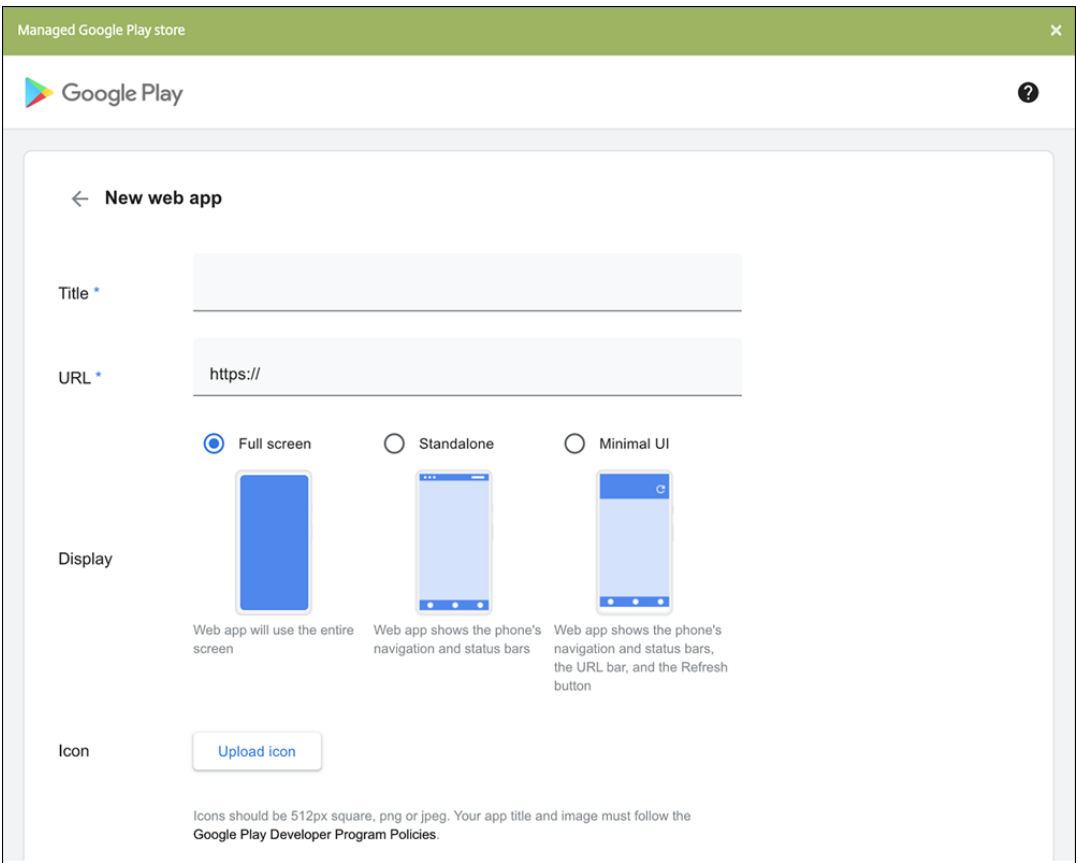 Managed Google Play store
Google Play
New web app
Title *
URL *
https://
Full screen
Standalone
Minimal UI
Display
Web app will use the entire
screen
Web app shows the phone's
navigation and status bars
Web app shows the phone's
navigation and status bars,
the URL bar, and the Refresh
button
Icon
Upload icon
Icons should be 512px square, png or jpeg. Your app title and image must follow the
Google Play Developer Program Policies.